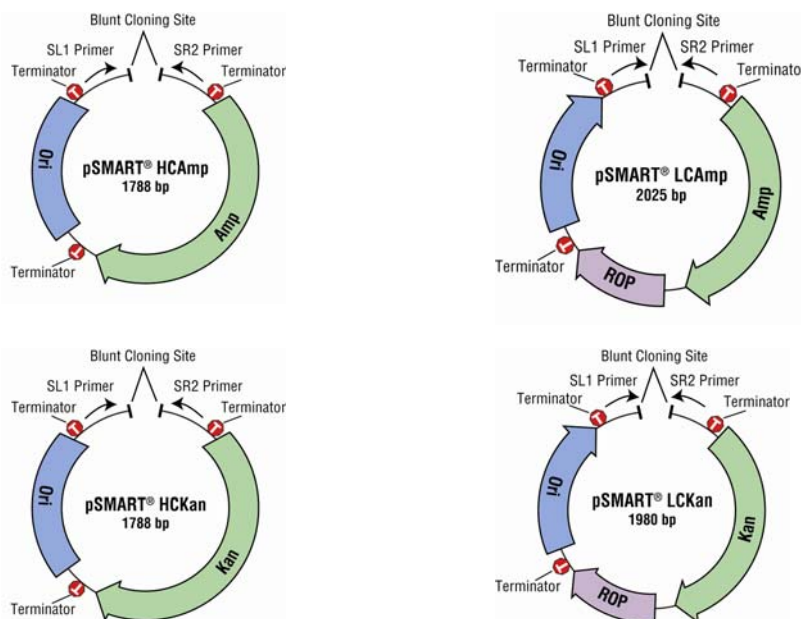 Blunt Cloning Site
SL1 Primer
SR2 Primer
Terminator
Terminator
Ori
pSMART® HCAmp
1788 bp
Amp
Terminator
Blunt Cloning Site
SL1 Primer
SR2 Primer
Terminator
Terminato
Ori
pSMART® LCAmp
2025 bp
Amp
Terminator
ROP
Blunt Cloning Site
SL1 Primer
SR2 Primer
Terminator
Terminator
Ori
pSMART® HCKan
1788 bp
Kan
Terminator
Blunt Cloning Site
SL1 Primer
SR2 Primer
Terminator
Terminator
Ori
pSMART® LCKan
1980 bp
Kan
Terminator
ROP